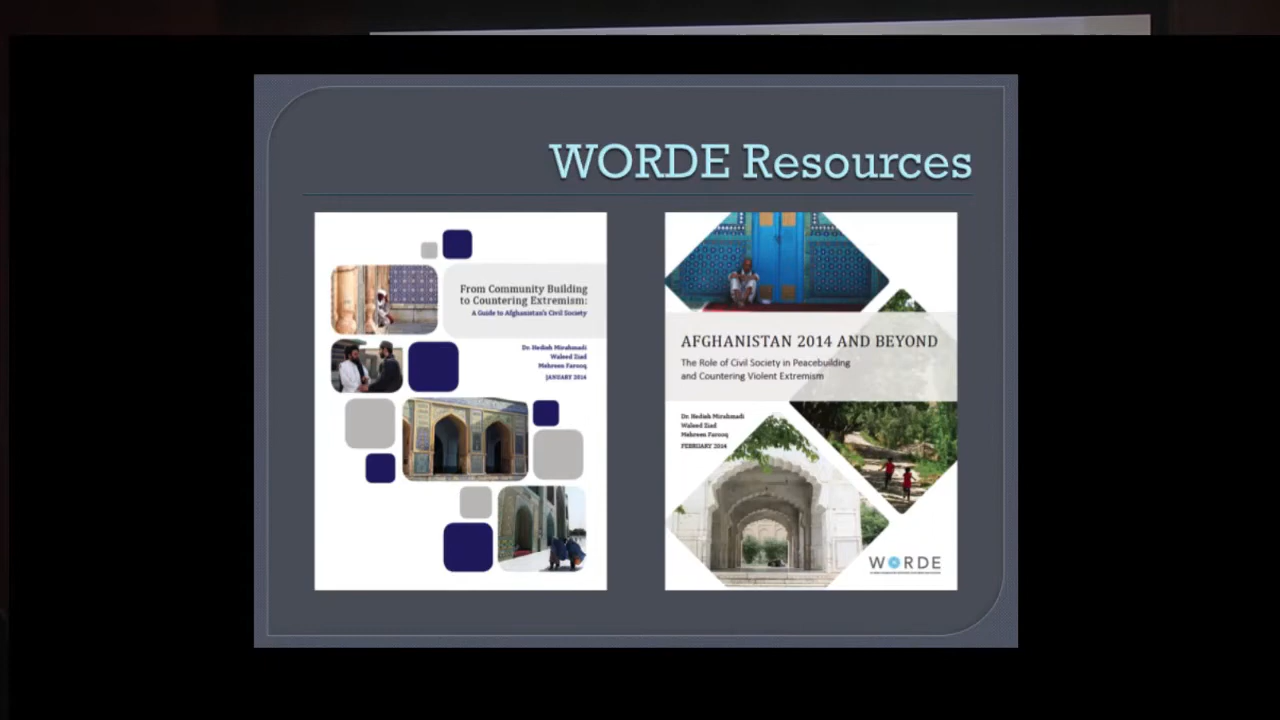 WORDE Resources
From Community Building
to Countering Extremism:
A Guide to Afghanistan's Civil Society
Dr. Hedieh Mirahmadi
Waleed Ziad
Mehreen Farooq
JANUARY 2014
AFGHANISTAN 2014 AND BEYOND
The Role of Civil Society in Peacebuilding
and Countering Violent Extremism
Dr. Hedieh Mirahmadi
Waleed Ziad
Mehreen Farooq
FEBRUARY 2014
WORDE